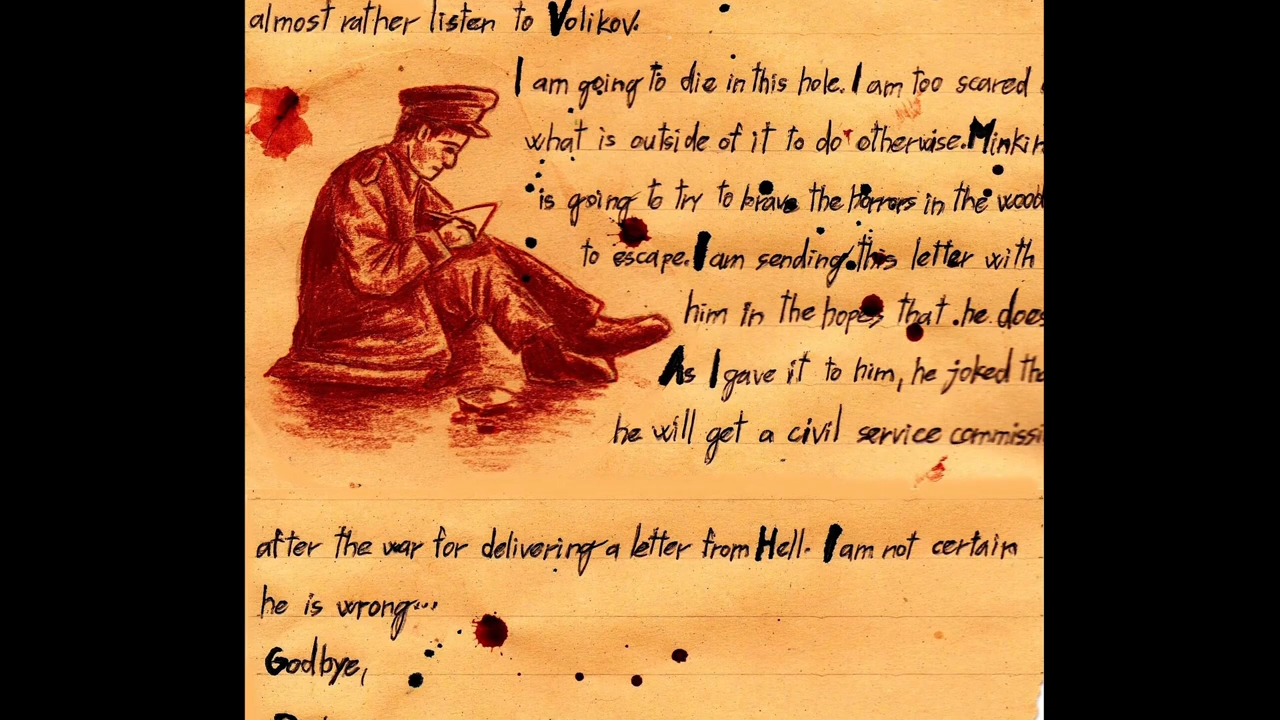 almost rather listen to Volikov.
I am going to die in this hole. I am too scared
what is outside of it to do otherwise. Minkin
is going to try to brave the horrors in the wood
to escape. I am sending this letter with
him in the hopes that he does
As I gave it to him, he joked tha
he will get a civil service commissi
after the war for delivering a letter from Hell. I am not certain
he is wrong...
Godbye,